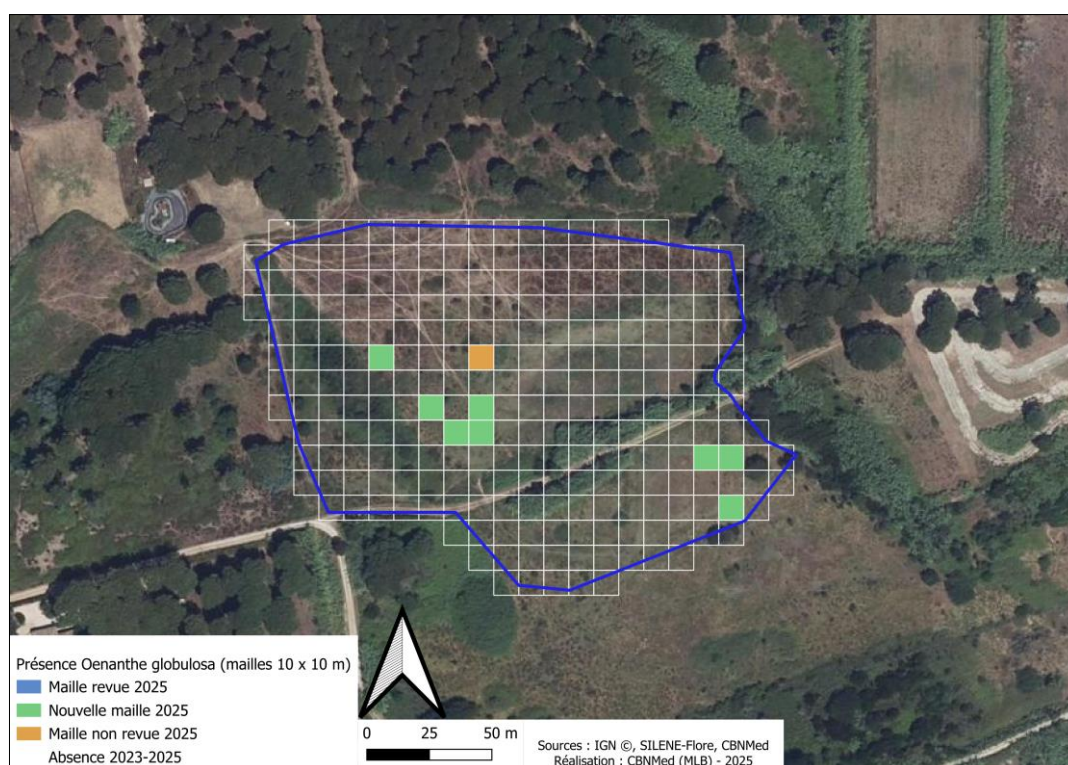 Présence Oenanthe globulosa (mailles 10 x 10 m)
Maille revue 2025
Nouvelle maille 2025
Maille non revue 2025
Absence 2023-2025
0 25 50 m
Sources : IGN ©, SILENE-Flore, CBNMed
Réalisation : CBNMed (MLB) - 2025